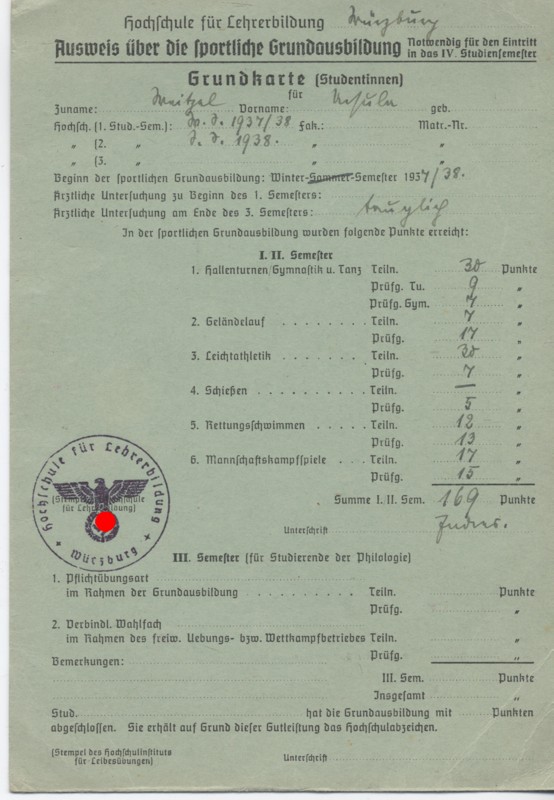 Hochschule für Lehrerbildung Würzburg
Ausweis über die sportliche Grundausbildung Notwendig für den Eintritt
in das IV. Studiensemester
Grundkarte (Studentinnen)
für
Zuname: Weitzel Vorname: Ursula geb.
Hochsch. (1. Stud.-Sem.): W. S. 1937/38 Fak.: Matr.-Nr.
„ (2. „ S. S. 1938. „ „
„ (3. „ „ „
Beginn der sportlichen Grundausbildung: Winter-Sommer-Semester 1937/38.
Ärztliche Untersuchung zu Beginn des 1. Semesters:
Ärztliche Untersuchung am Ende des 3. Semesters: tauglich
In der sportlichen Grundausbildung wurden folgende Punkte erreicht:
I. II. Semester
1. Hallenturnen/Gymnastik u. Tanz Teiln. 30 Punkte
Prüfg. Tu. 9 „
Prüfg. Gym. 7 „
2. Geländelauf . . . . . . . Teiln. 7 „
Prüfg. 17 „
3. Leichtathletik . . . . . . Teiln. 30 „
Prüfg. 7 „
4. Schießen . . . . . . . . . Teiln. — „
Prüfg. 5 „
5. Rettungsschwimmen . . . . . Teiln. 12 „
Prüfg. 13 „
6. Mannschaftskampfspiele . . . Teiln. 17 „
Prüfg. 15 „
Summe I. II. Sem. 169 Punkte
Unterschrift
Hochschule für Lehrerbildung
(Stempel der Hochschule
für Lehrerbildung)
* Würzburg *
III. Semester (für Studierende der Philologie)
1. Pflichtübungsart
im Rahmen der Grundausbildung . . . . . . . . . Teiln. Punkte
Prüfg. „
2. Verbindl. Wahlfach
im Rahmen des freiw. Uebungs- bzw. Wettkampfbetriebes Teiln. „
Prüfg. „
Bemerkungen:
III. Sem. Punkte
Insgesamt „
Stud. hat die Grundausbildung mit Punkten
abgeschlossen. Sie erhält auf Grund dieser Gutleistung das Hochschulabzeichen.
(Stempel des Hochschulinstituts
für Leibesübungen)
Unterschrift